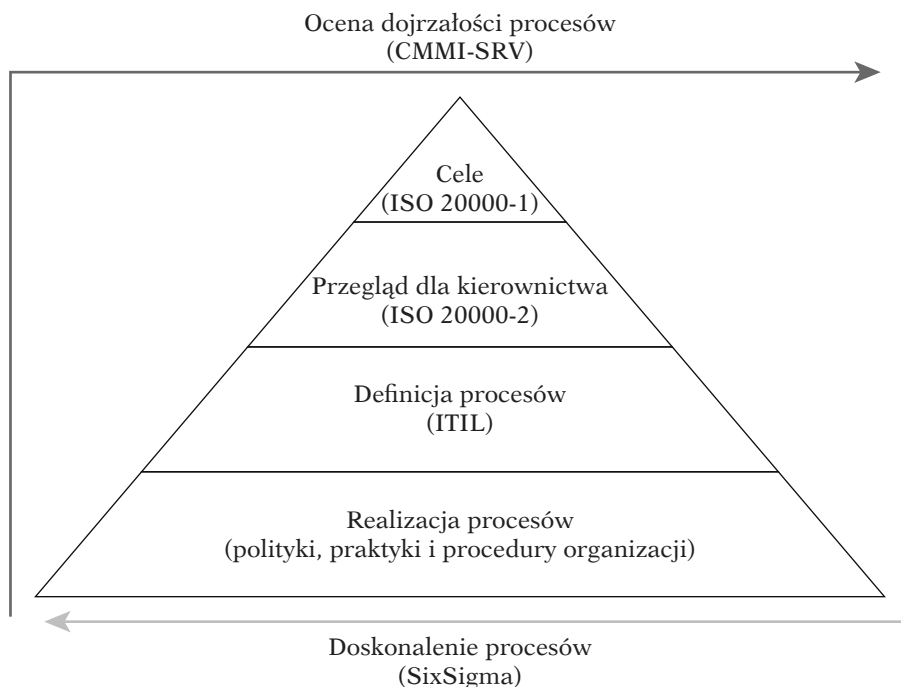 Ocena dojrzałości procesów
(CMMI-SRV)
Cele
(ISO 20000-1)
Przegląd dla kierownictwa
(ISO 20000-2)
Definicja procesów
(ITIL)
Realizacja procesów
(polityki, praktyki i procedury organizacji)
Doskonalenie procesów
(SixSigma)